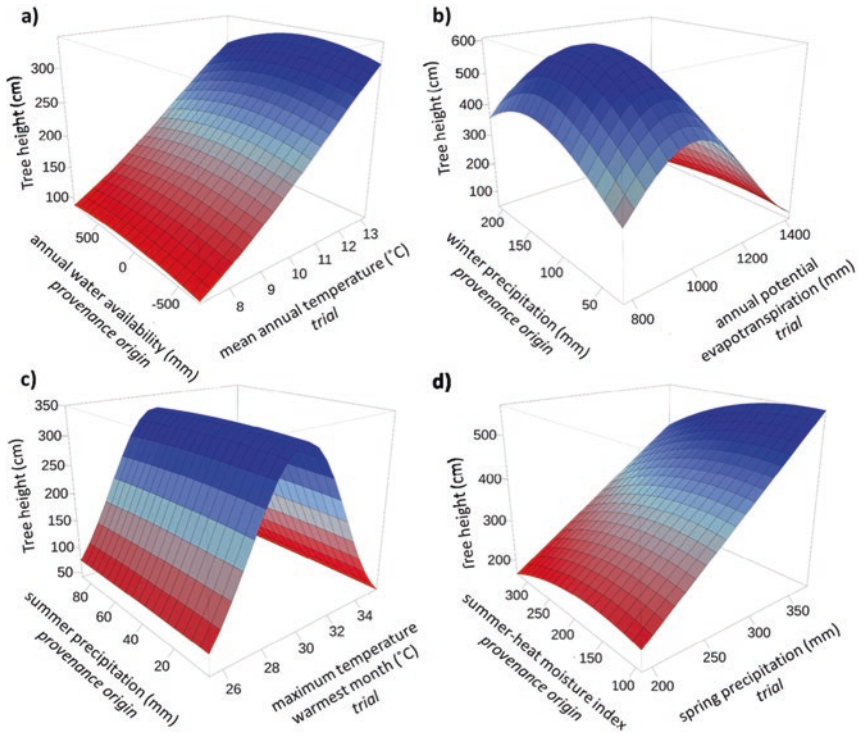 a)
Tree height (cm)
300
250
200
150
100
500
0
-500
annual water availability (mm)
provenance origin
8
9
10
11
12
13
mean annual temperature (˚C)
trial
b)
Tree height (cm)
600
500
400
300
200
100
200
150
100
50
winter precipitation (mm)
provenance origin
800
1000
1200
1400
annual potential
evapotranspiration (mm)
trial
c)
Tree height (cm)
350
300
250
200
150
100
50
80
60
40
20
summer precipitation (mm)
provenance origin
26
28
30
32
34
maximum temperature
warmest month (˚C)
trial
d)
Tree height (cm)
500
400
300
200
300
250
200
150
100
summer-heat moisture index
provenance origin
200
250
300
350
spring precipitation (mm)
trial